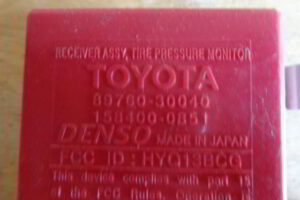 RECEIVER ASSY, TIRE PRESSURE MONITOR
TOYOTA
89760-30040
158400-0851
DENSO MADE IN JAPAN
FCC ID : HYQ13BCG
This device complies with part 15
of the FCC Rules. Operation is